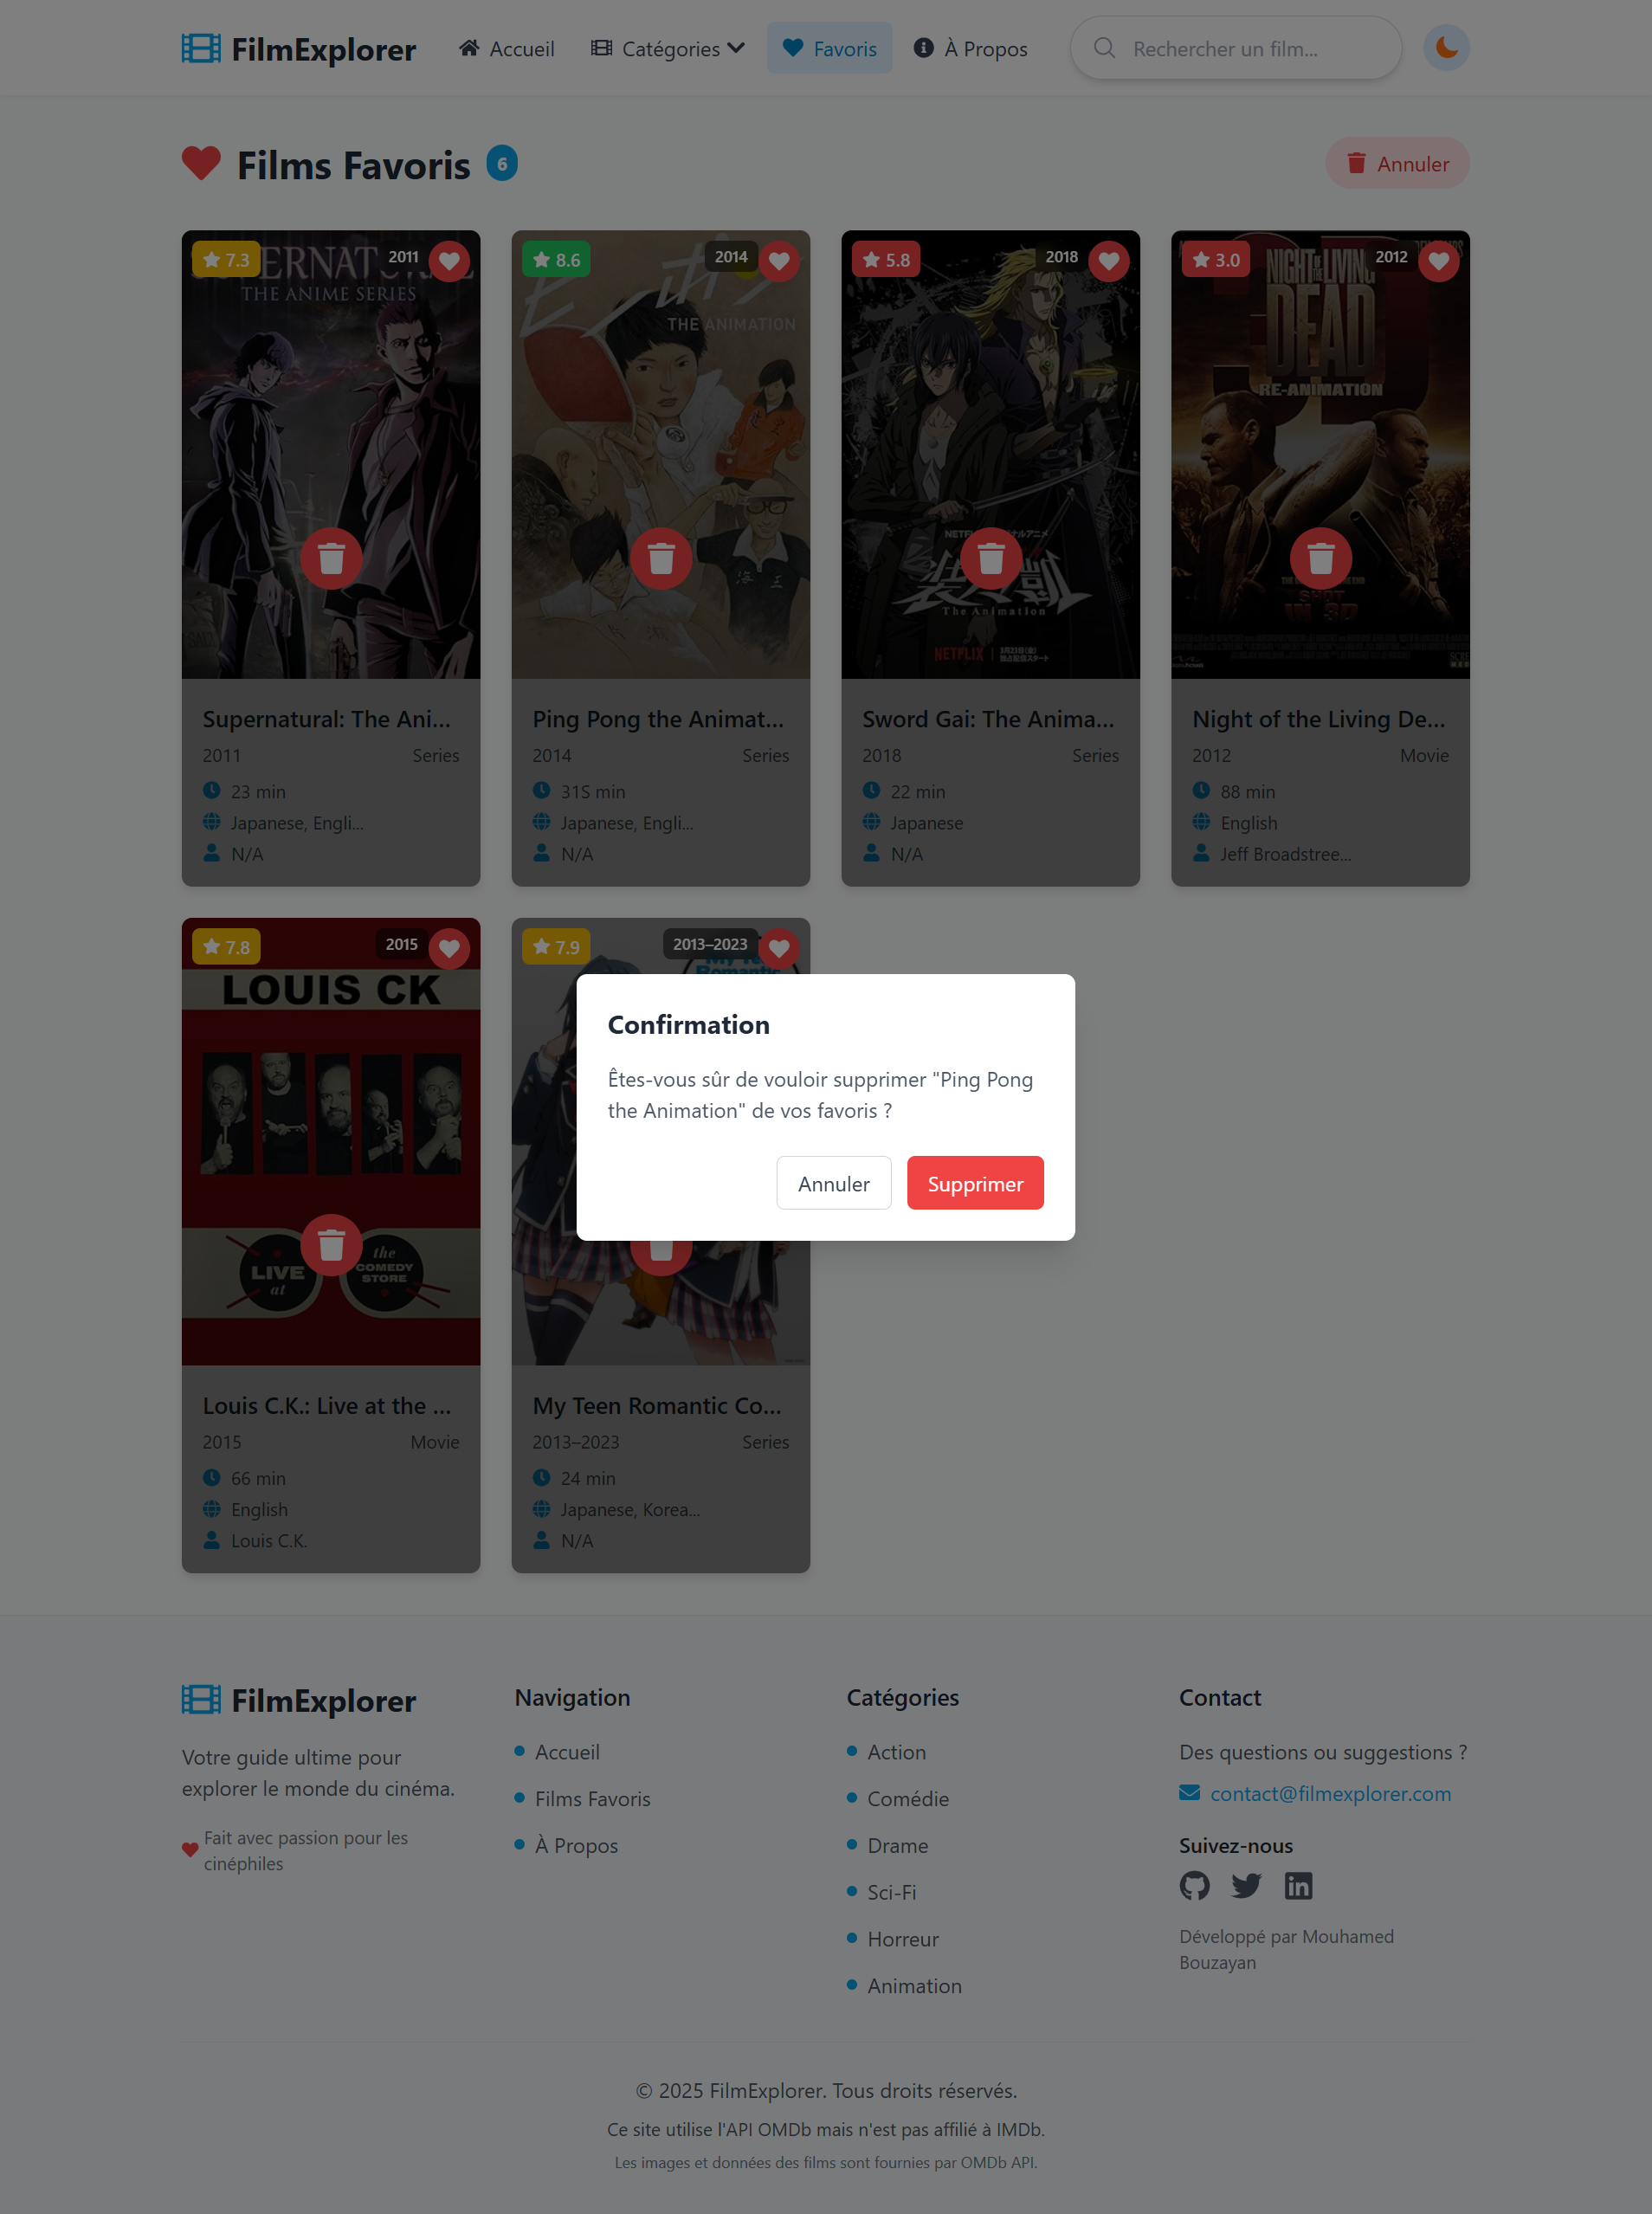 FilmExplorer
Accueil
Catégories
Favoris
À Propos
Rechercher un film...
Films Favoris
6
Annuler
7.3
2011
THE ANIME SERIES
Supernatural: The Ani...
2011
Series
23 min
Japanese, Engli...
N/A
8.6
2014
THE ANIMATION
Ping Pong the Animat...
2014
Series
31S min
Japanese, Engli...
N/A
5.8
2018
The Animation
NETFLIX
Sword Gai: The Anima...
2018
Series
22 min
Japanese
N/A
3.0
2012
NIGHT OF THE LIVING
DEAD
RE-ANIMATION
SHOT
IN 3D
Night of the Living De...
2012
Movie
88 min
English
Jeff Broadstree...
7.8
2015
LOUIS CK
LIVE
at
the
COMEDY
STORE
Louis C.K.: Live at the ...
2015
Movie
66 min
English
Louis C.K.
7.9
2013–2023
My Teen Romantic Co...
2013–2023
Series
24 min
Japanese, Korea...
N/A
Confirmation
Êtes-vous sûr de vouloir supprimer "Ping Pong
the Animation" de vos favoris ?
Annuler
Supprimer
FilmExplorer
Votre guide ultime pour
explorer le monde du cinéma.
Fait avec passion pour les
cinéphiles
Navigation
Accueil
Films Favoris
À Propos
Catégories
Action
Comédie
Drame
Sci-Fi
Horreur
Animation
Contact
Des questions ou suggestions ?
contact@filmexplorer.com
Suivez-nous
Développé par Mouhamed
Bouzayan
© 2025 FilmExplorer. Tous droits réservés.
Ce site utilise l'API OMDb mais n'est pas affilié à IMDb.
Les images et données des films sont fournies par OMDb API.